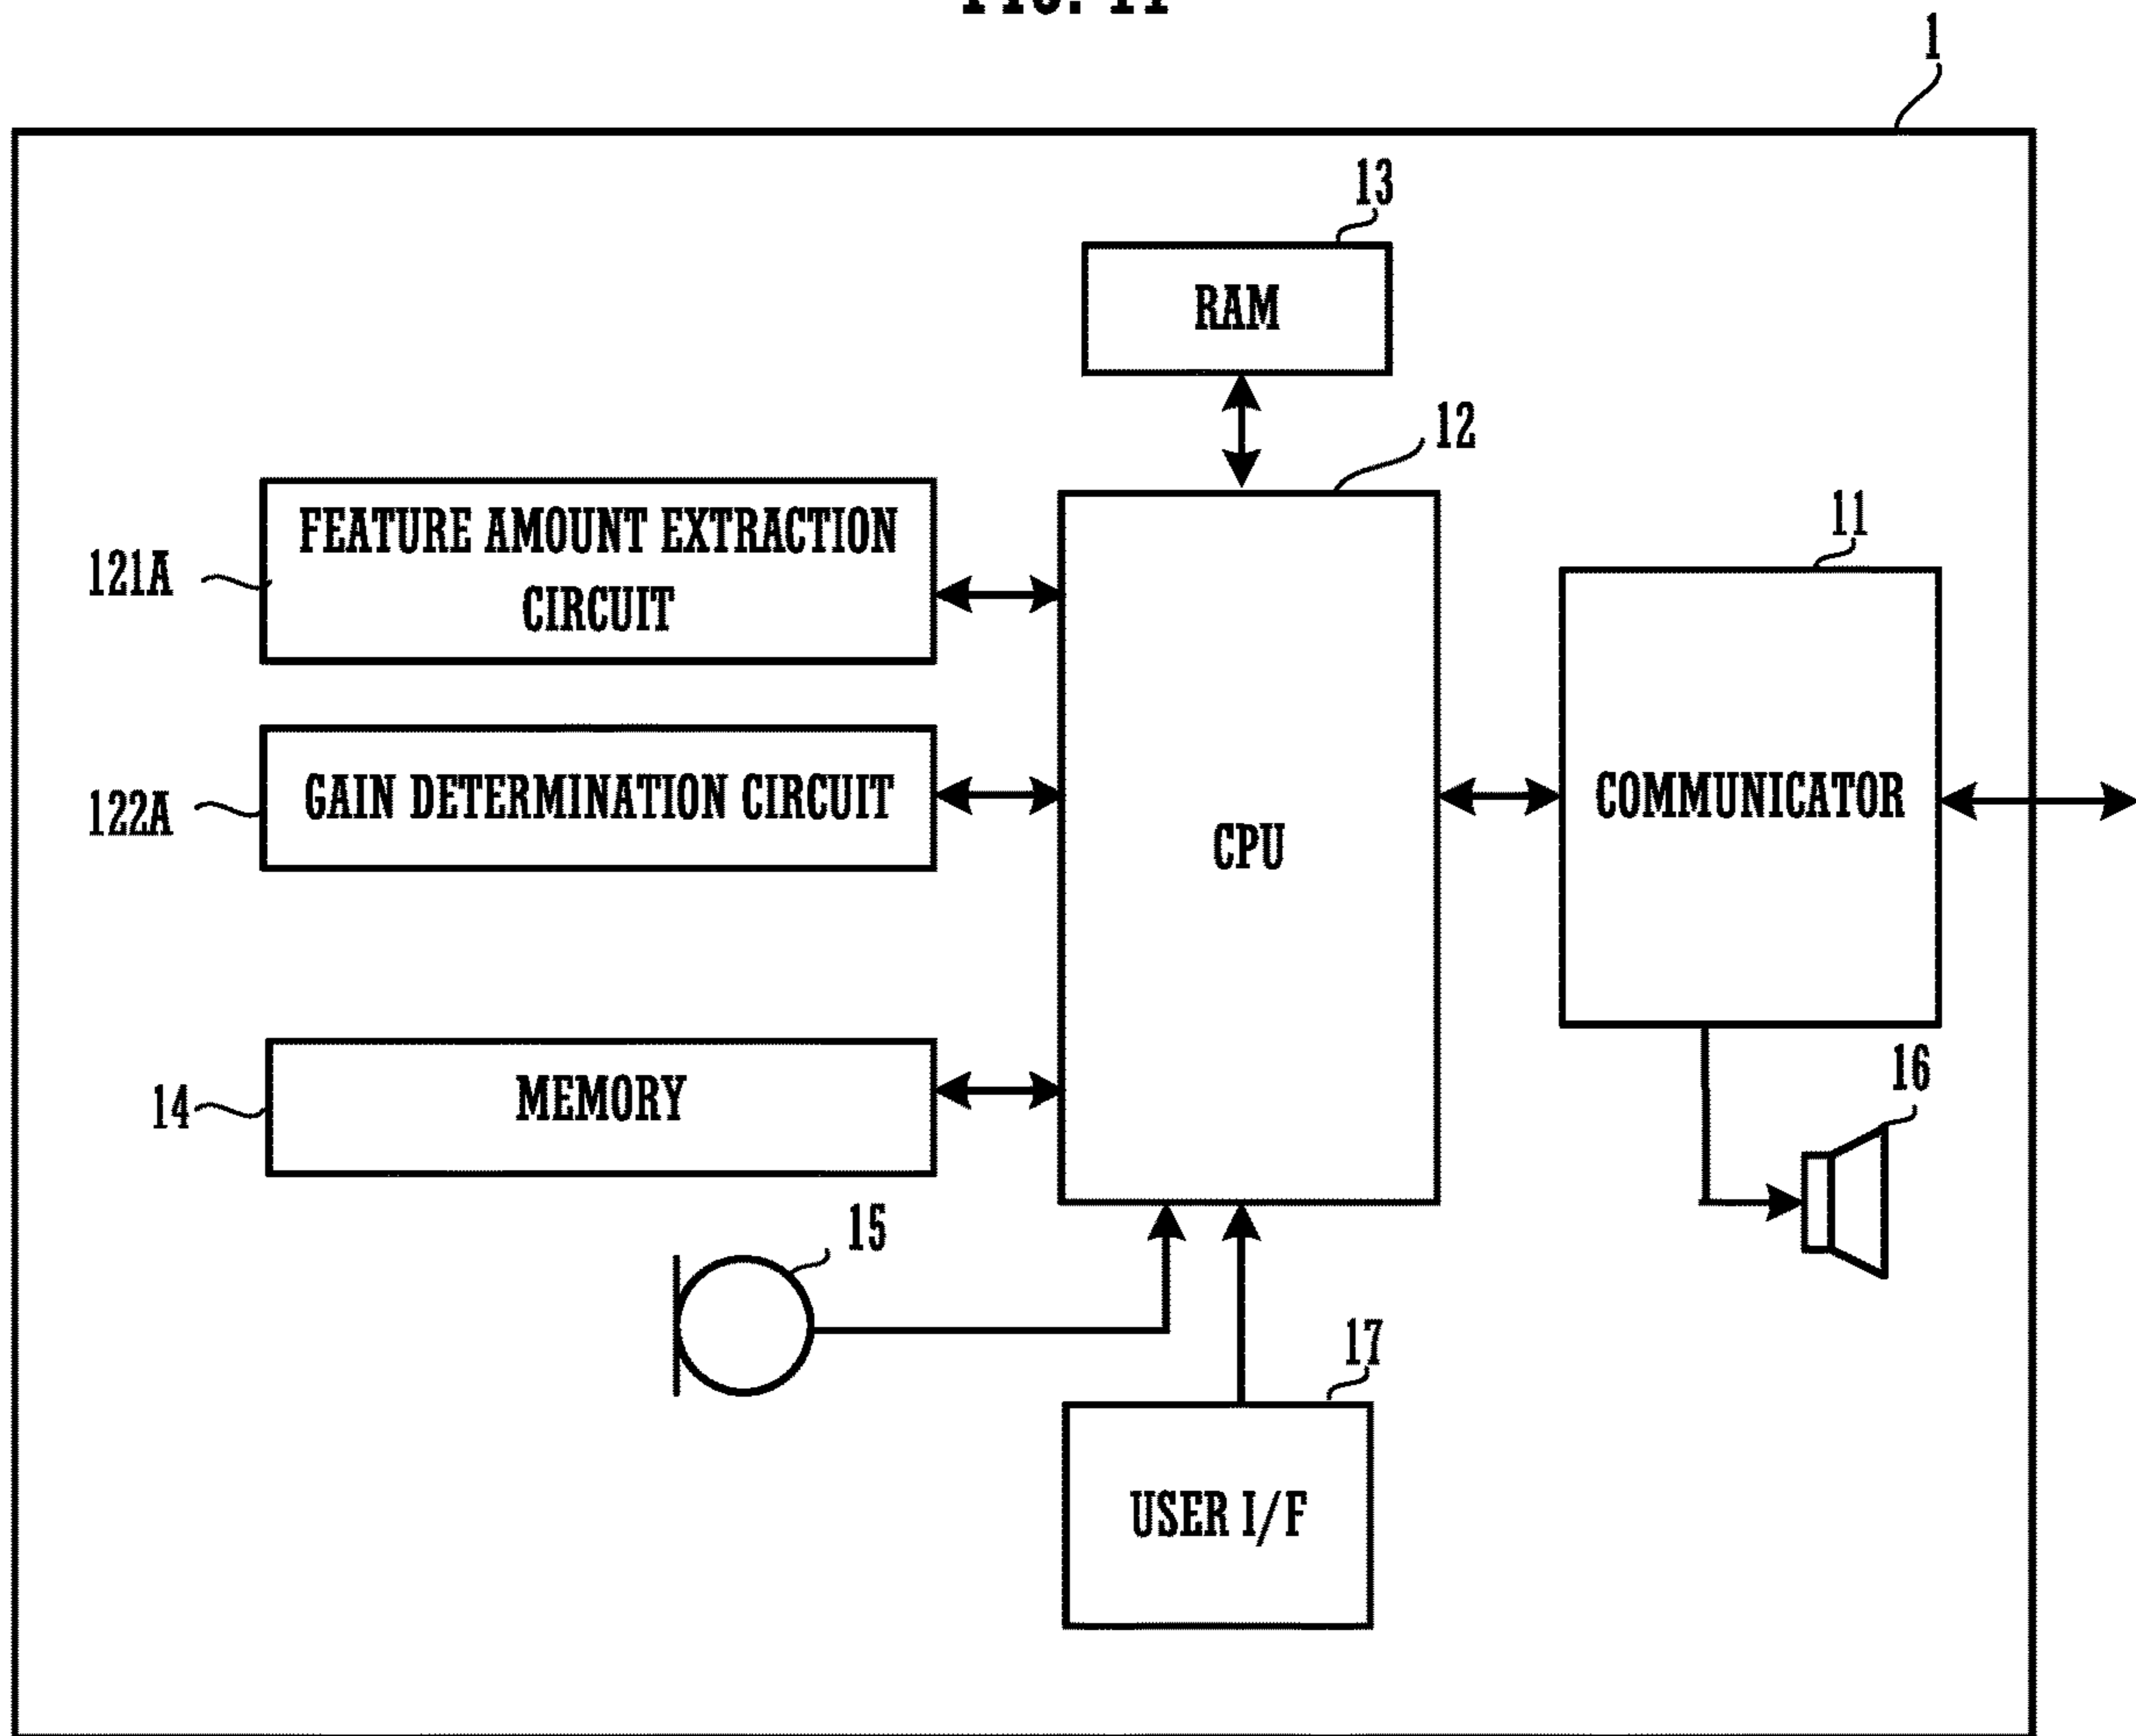 1
13
RAM
12
FEATURE AMOUNT EXTRACTION
CIRCUIT
121A
11
GAIN DETERMINATION CIRCUIT
122A
COMMUNICATOR
CPU
MEMORY
14
16
15
17
USER I/F